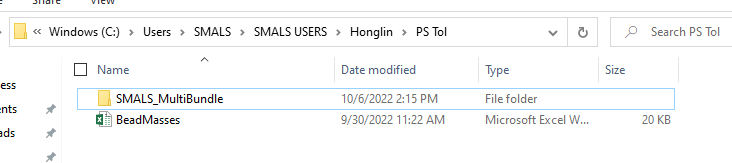 Share View
« Windows (C:) › Users › SMALS › SMALS USERS › Honglin › PS Tol Search PS Tol
Name Date modified Type Size
ess
SMALS_MultiBundle 10/6/2022 2:15 PM File folder
ents
BeadMasses 9/30/2022 11:22 AM Microsoft Excel W... 20 KB
ads